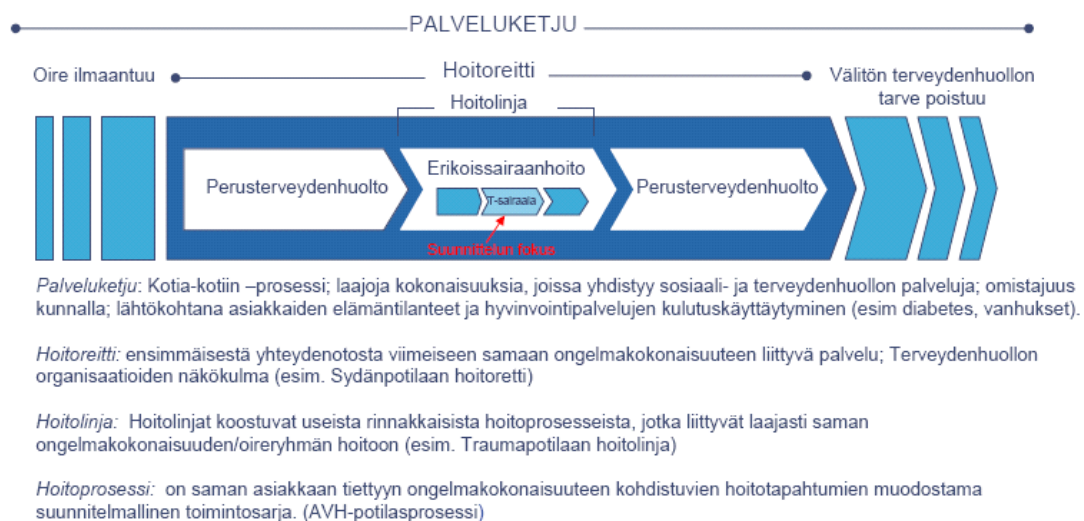 PALVELUKETJU
Oire ilmaantuu
Hoitoreitti
Välitön terveydenhuollon
tarve poistuu
Hoitolinja
Perusterveydenhuolto
Erikoissairaanhoito
T-sairaala
Suunnittelun fokus
Perusterveydenhuolto
Palveluketju: Kotia-kotiin –prosessi; laajoja kokonaisuuksia, joissa yhdistyy sosiaali- ja terveydenhuollon palveluja; omistajuus
kunnalla; lähtökohtana asiakkaiden elämäntilanteet ja hyvinvointipalvelujen kulutuskäyttäytyminen (esim diabetes, vanhukset).
Hoitoreitti: ensimmäisestä yhteydenotosta viimeiseen samaan ongelmakokonaisuuteen liittyvä palvelu; Terveydenhuollon
organisaatioiden näkökulma (esim. Sydänpotilaan hoitoretti)
Hoitolinja: Hoitolinjat koostuvat useista rinnakkaisista hoitoprosesseista, jotka liittyvät laajasti saman
ongelmakokonaisuuden/oireryhmän hoitoon (esim. Traumapotilaan hoitolinja)
Hoitoprosessi: on saman asiakkaan tiettyyn ongelmakokonaisuuteen kohdistuvien hoitotapahtumien muodostama
suunnitelmallinen toimintosarja. (AVH-potilasprosessi)